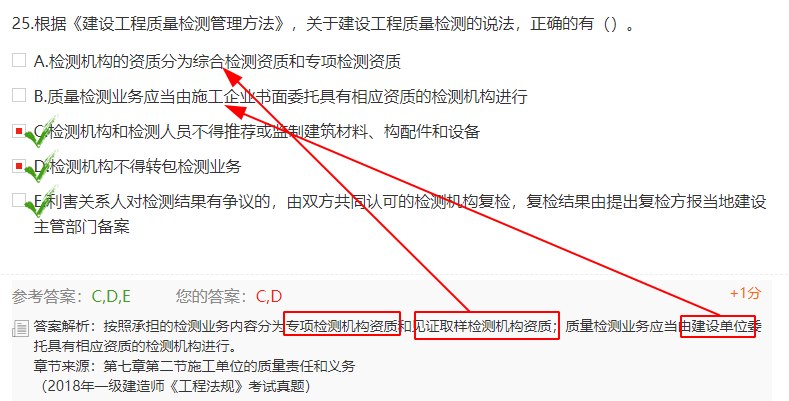 25.根据《建设工程质量检测管理方法》，关于建设工程质量检测的说法，正确的有（）。
A.检测机构的资质分为综合检测资质和专项检测资质
B.质量检测业务应当由施工企业书面委托具有相应资质的检测机构进行
C.检测机构和检测人员不得推荐或监制建筑材料、构配件和设备
D.检测机构不得转包检测业务
E.利害关系人对检测结果有争议的，由双方共同认可的检测机构复检，复检结果由提出复检方报当地建设
主管部门备案
参考答案：C,D,E 您的答案：C,D +1分
答案解析：按照承担的检测业务内容分为专项检测机构资质和见证取样检测机构资质；质量检测业务应当由建设单位委
托具有相应资质的检测机构进行。
章节来源：第七章第二节施工单位的质量责任和义务
（2018年一级建造师《工程法规》考试真题）